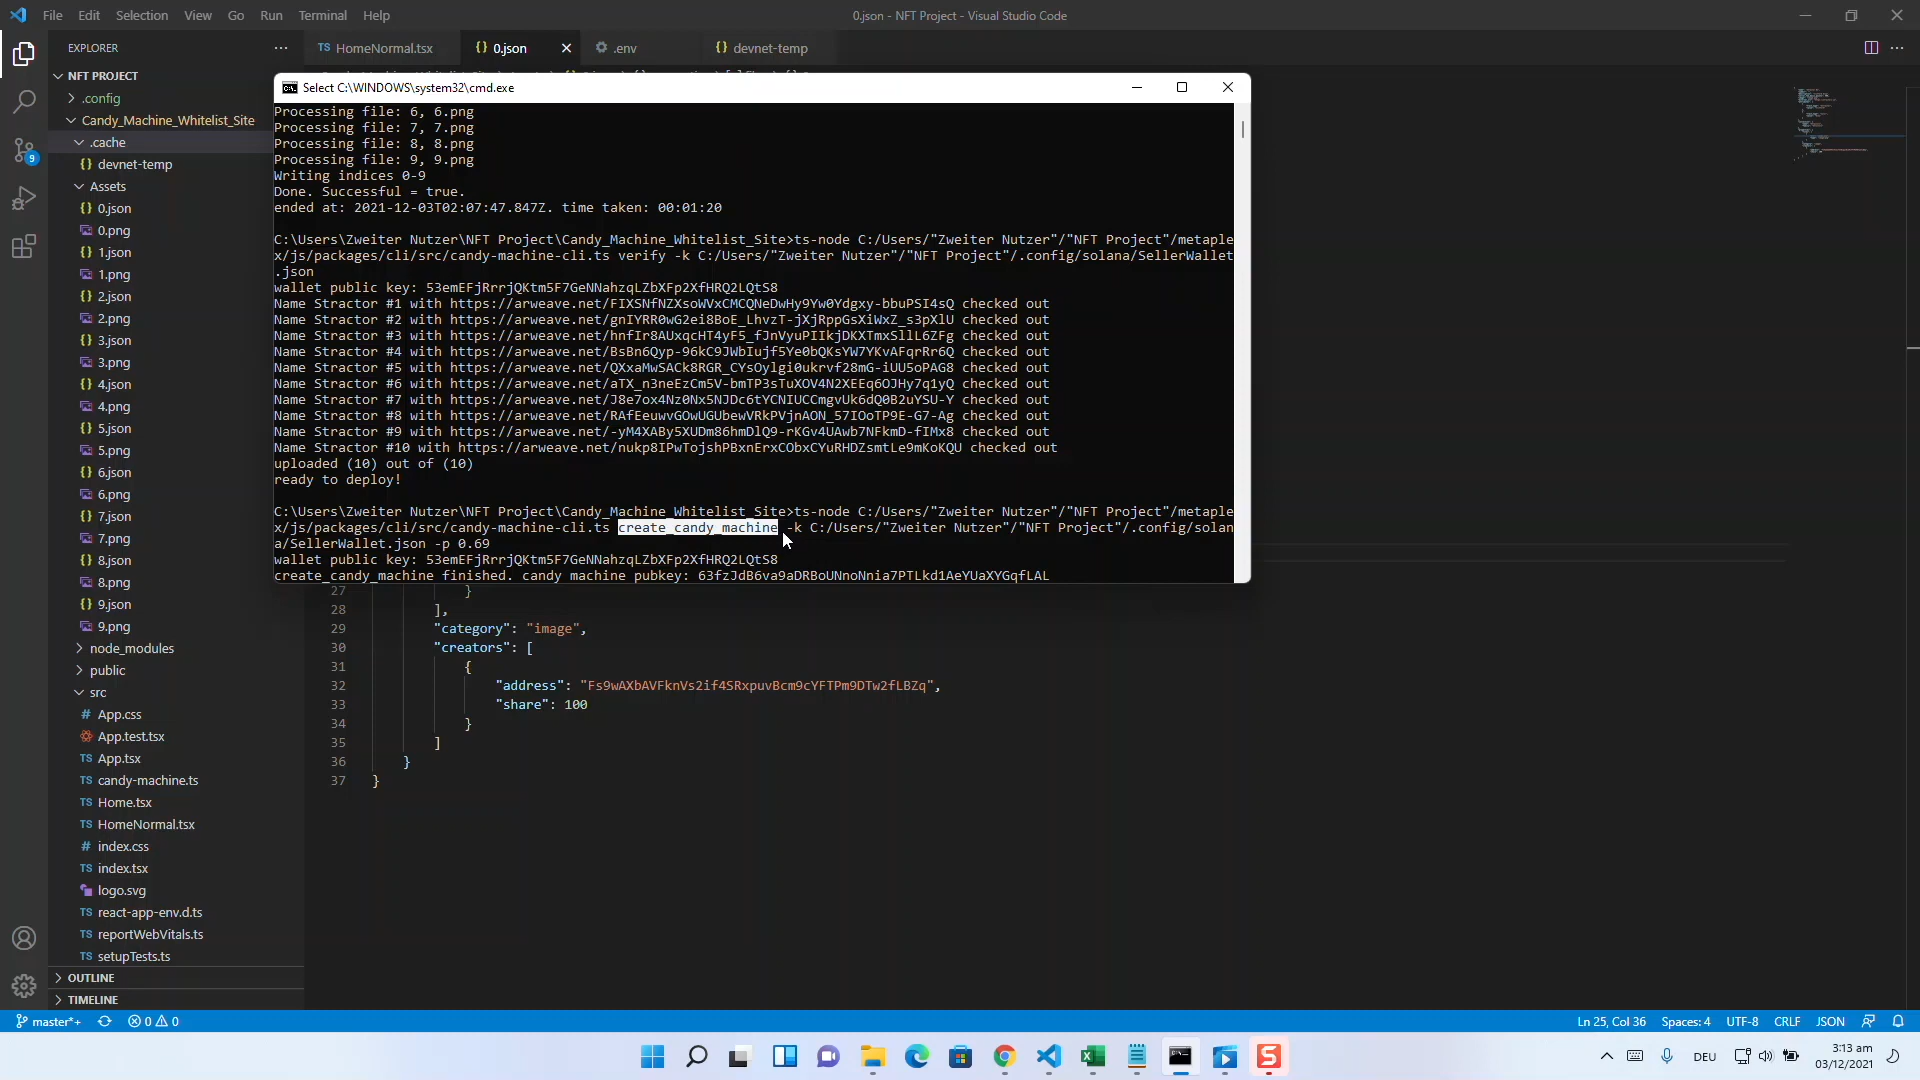 File Edit Selection View Go Run Terminal Help
0.json - NFT Project - Visual Studio Code
EXPLORER
HomeNormal.tsx
0.json
.env
devnet-temp
NFT PROJECT
.config
Candy_Machine_Whitelist_Site
.cache
devnet-temp
Assets
0.json
0.png
1.json
1.png
2.json
2.png
3.json
3.png
4.json
4.png
5.json
5.png
6.json
6.png
7.json
7.png
8.json
8.png
9.json
9.png
node_modules
public
src
App.css
App.test.tsx
App.tsx
candy-machine.ts
Home.tsx
HomeNormal.tsx
index.css
index.tsx
logo.svg
react-app-env.d.ts
reportWebVitals.ts
setupTests.ts
OUTLINE
TIMELINE
Select C:\WINDOWS\system32\cmd.exe
Processing file: 6, 6.png
Processing file: 7, 7.png
Processing file: 8, 8.png
Processing file: 9, 9.png
Writing indices 0-9
Done. Successful = true.
ended at: 2021-12-03T02:07:47.847Z. time taken: 00:01:20
C:\Users\Zweiter Nutzer\NFT Project\Candy_Machine_Whitelist_Site>ts-node C:/Users/"Zweiter Nutzer"/"NFT Project"/metaple
x/js/packages/cli/src/candy-machine-cli.ts verify -k C:/Users/"Zweiter Nutzer"/"NFT Project"/.config/solana/SellerWallet
.json
wallet public key: 53emEFjRrrjQKtm5F7GeNNahzqLZbXFp2XfHRQ2LQtS8
Name Stractor #1 with https://arweave.net/FIXSNfNZXsoWVxCMCQNeDwHy9Yw0Ydgxy-bbuPSI4sQ checked out
Name Stractor #2 with https://arweave.net/gnIYRR0wG2ei8BoE_LhvzT-jXjRppGsXiWxZ_s3pXlU checked out
Name Stractor #3 with https://arweave.net/hnfIr8AUxqcHT4yF5_fJnVyuPIIkjDKXTmxSllL6ZFg checked out
Name Stractor #4 with https://arweave.net/BsBn6Qyp-96kC9JWbIujf5Ye0bQKsYW7YKvAFqrRr6Q checked out
Name Stractor #5 with https://arweave.net/QXxaMwSACk8RGR_CYsOylgi0ukrvf28mG-iUU5oPAG8 checked out
Name Stractor #6 with https://arweave.net/aTX_n3neEzCm5V-bmTP3sTuXOV4N2XEEq6OJHy7q1yQ checked out
Name Stractor #7 with https://arweave.net/J8e7ox4Nz0Nx5NJDc6tYCNIUCCmgvUk6dQ0B2uYSU-Y checked out
Name Stractor #8 with https://arweave.net/RAfEeuwvGOwUGUbewVRkPVjnAON_57IOoTP9E-G7-Ag checked out
Name Stractor #9 with https://arweave.net/-yM4XABy5XUDm86hmDlQ9-rKGv4UAwb7NFkmD-fIMx8 checked out
Name Stractor #10 with https://arweave.net/nukp8IPwTojshPBxnErxCObxCYuRHDZsmtLe9mKoKQU checked out
uploaded (10) out of (10)
ready to deploy!
C:\Users\Zweiter Nutzer\NFT Project\Candy_Machine_Whitelist_Site>ts-node C:/Users/"Zweiter Nutzer"/"NFT Project"/metaple
x/js/packages/cli/src/candy-machine-cli.ts create_candy_machine -k C:/Users/"Zweiter Nutzer"/"NFT Project"/.config/solan
a/SellerWallet.json -p 0.69
wallet public key: 53emEFjRrrjQKtm5F7GeNNahzqLZbXFp2XfHRQ2LQtS8
create_candy_machine finished. candy machine pubkey: 63fzJdB6va9aDRBoUNnoNnia7PTLkd1AeYUaXYGqfLAL
27 }
28 ],
29 "category": "image",
30 "creators": [
31 {
32 "address": "Fs9wAXbAVFknVs2if4SRxpuvBcm9cYFTPm9DTw2fLBZq",
33 "share": 100
34 }
35 ]
36 }
37 }
9
master*+ 0 0
Ln 25, Col 36 Spaces: 4 UTF-8 CRLF JSON
DEU
3:13 am
03/12/2021